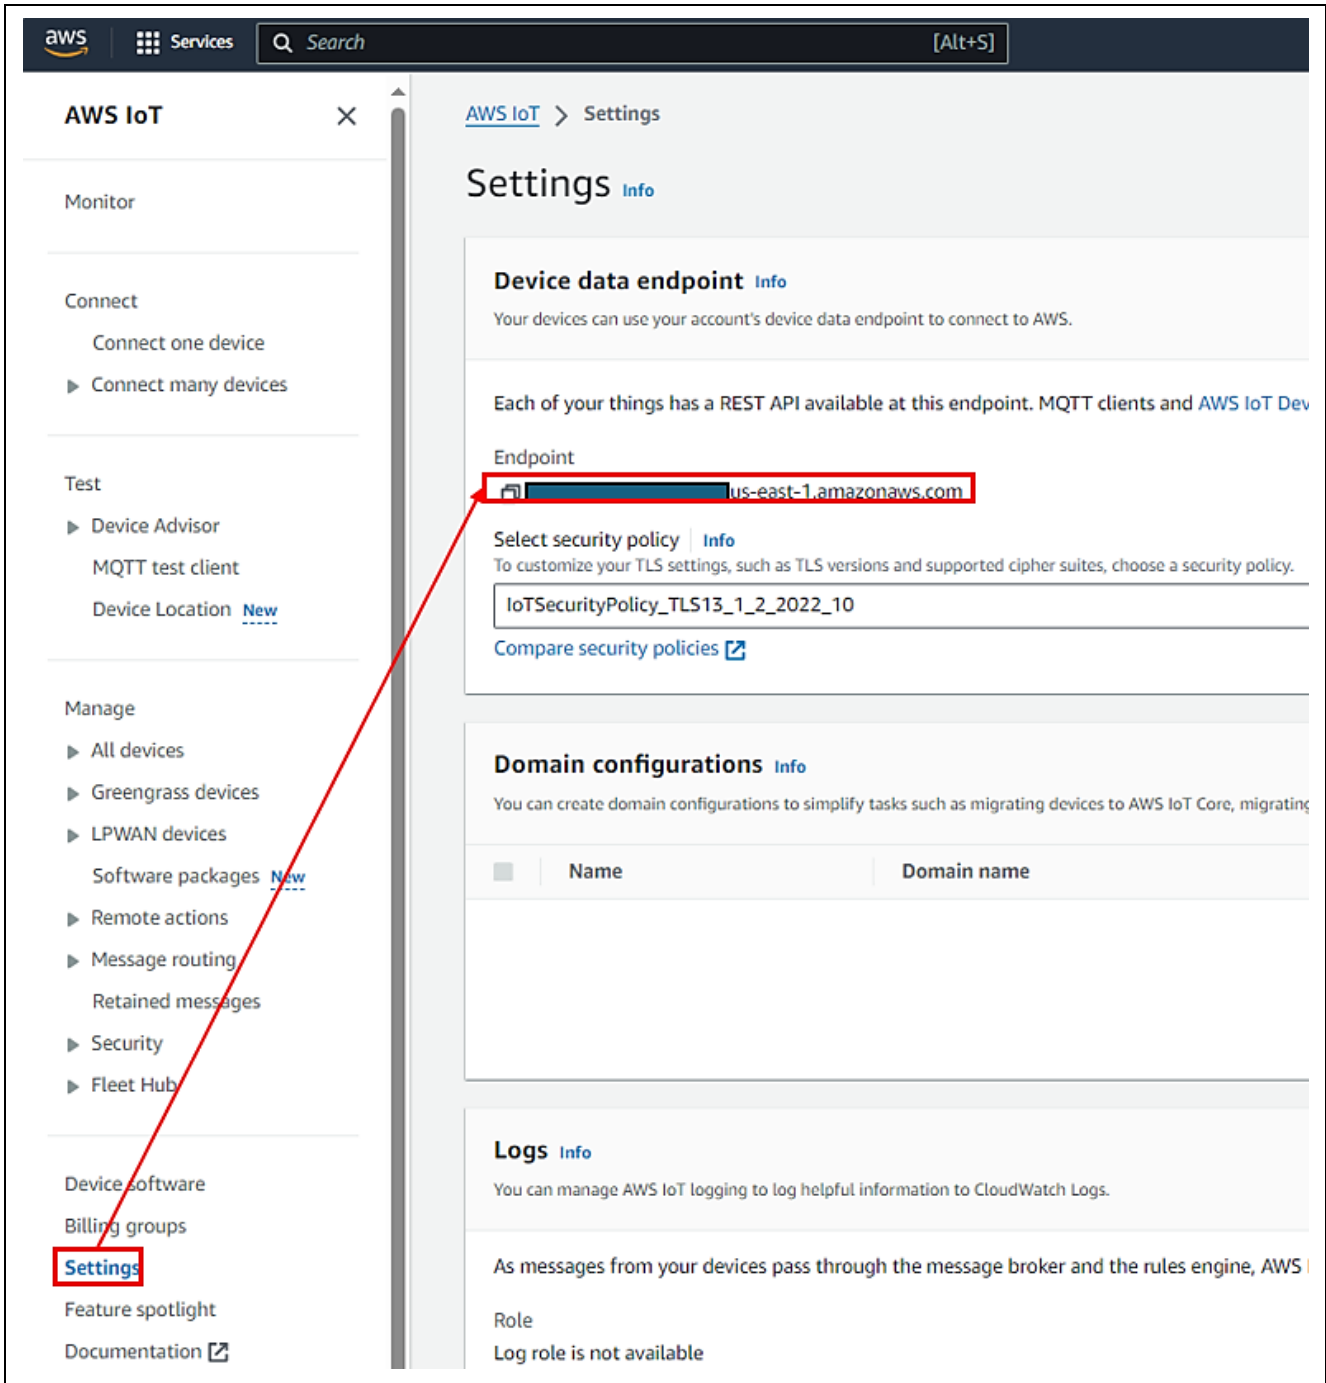 aws
Services
Search
[Alt+S]
AWS IoT
Monitor
Connect
Connect one device
Connect many devices
Test
Device Advisor
MQTT test client
Device Location New
Manage
All devices
Greengrass devices
LPWAN devices
Software packages New
Remote actions
Message routing
Retained messages
Security
Fleet Hub
Device software
Billing groups
Settings
Feature spotlight
Documentation
AWS IoT > Settings
Settings Info
Device data endpoint Info
Your devices can use your account's device data endpoint to connect to AWS.
Each of your things has a REST API available at this endpoint. MQTT clients and AWS IoT Dev
Endpoint
us-east-1.amazonaws.com
Select security policy Info
To customize your TLS settings, such as TLS versions and supported cipher suites, choose a security policy.
IoTSecurityPolicy_TLS13_1_2_2022_10
Compare security policies
Domain configurations Info
You can create domain configurations to simplify tasks such as migrating devices to AWS IoT Core, migrating
Name
Domain name
Logs Info
You can manage AWS IoT logging to log helpful information to CloudWatch Logs.
As messages from your devices pass through the message broker and the rules engine, AWS
Role
Log role is not available